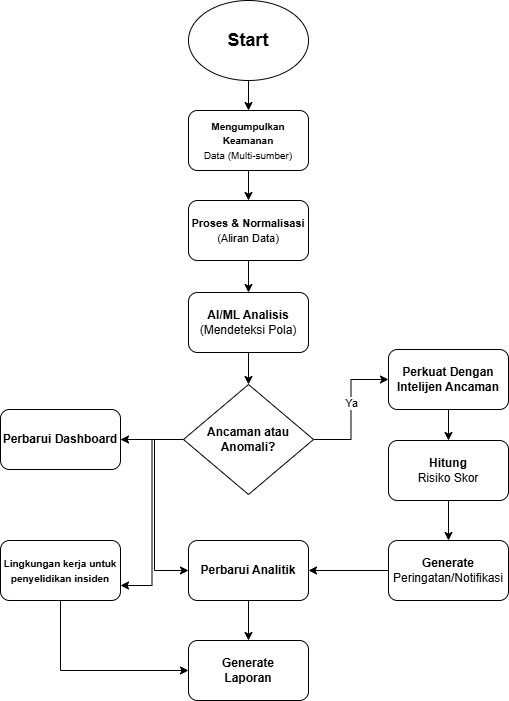 Start
Mengumpulkan
Keamanan
Data (Multi-sumber)
Proses & Normalisasi
(Aliran Data)
AI/ML Analisis
(Mendeteksi Pola)
Ancaman atau
Anomali?
Ya
Perkuat Dengan
Intelijen Ancaman
Hitung
Risiko Skor
Generate
Peringatan/Notifikasi
Perbarui Dashboard
Lingkungan kerja untuk
penyelidikan insiden
Perbarui Analitik
Generate
Laporan